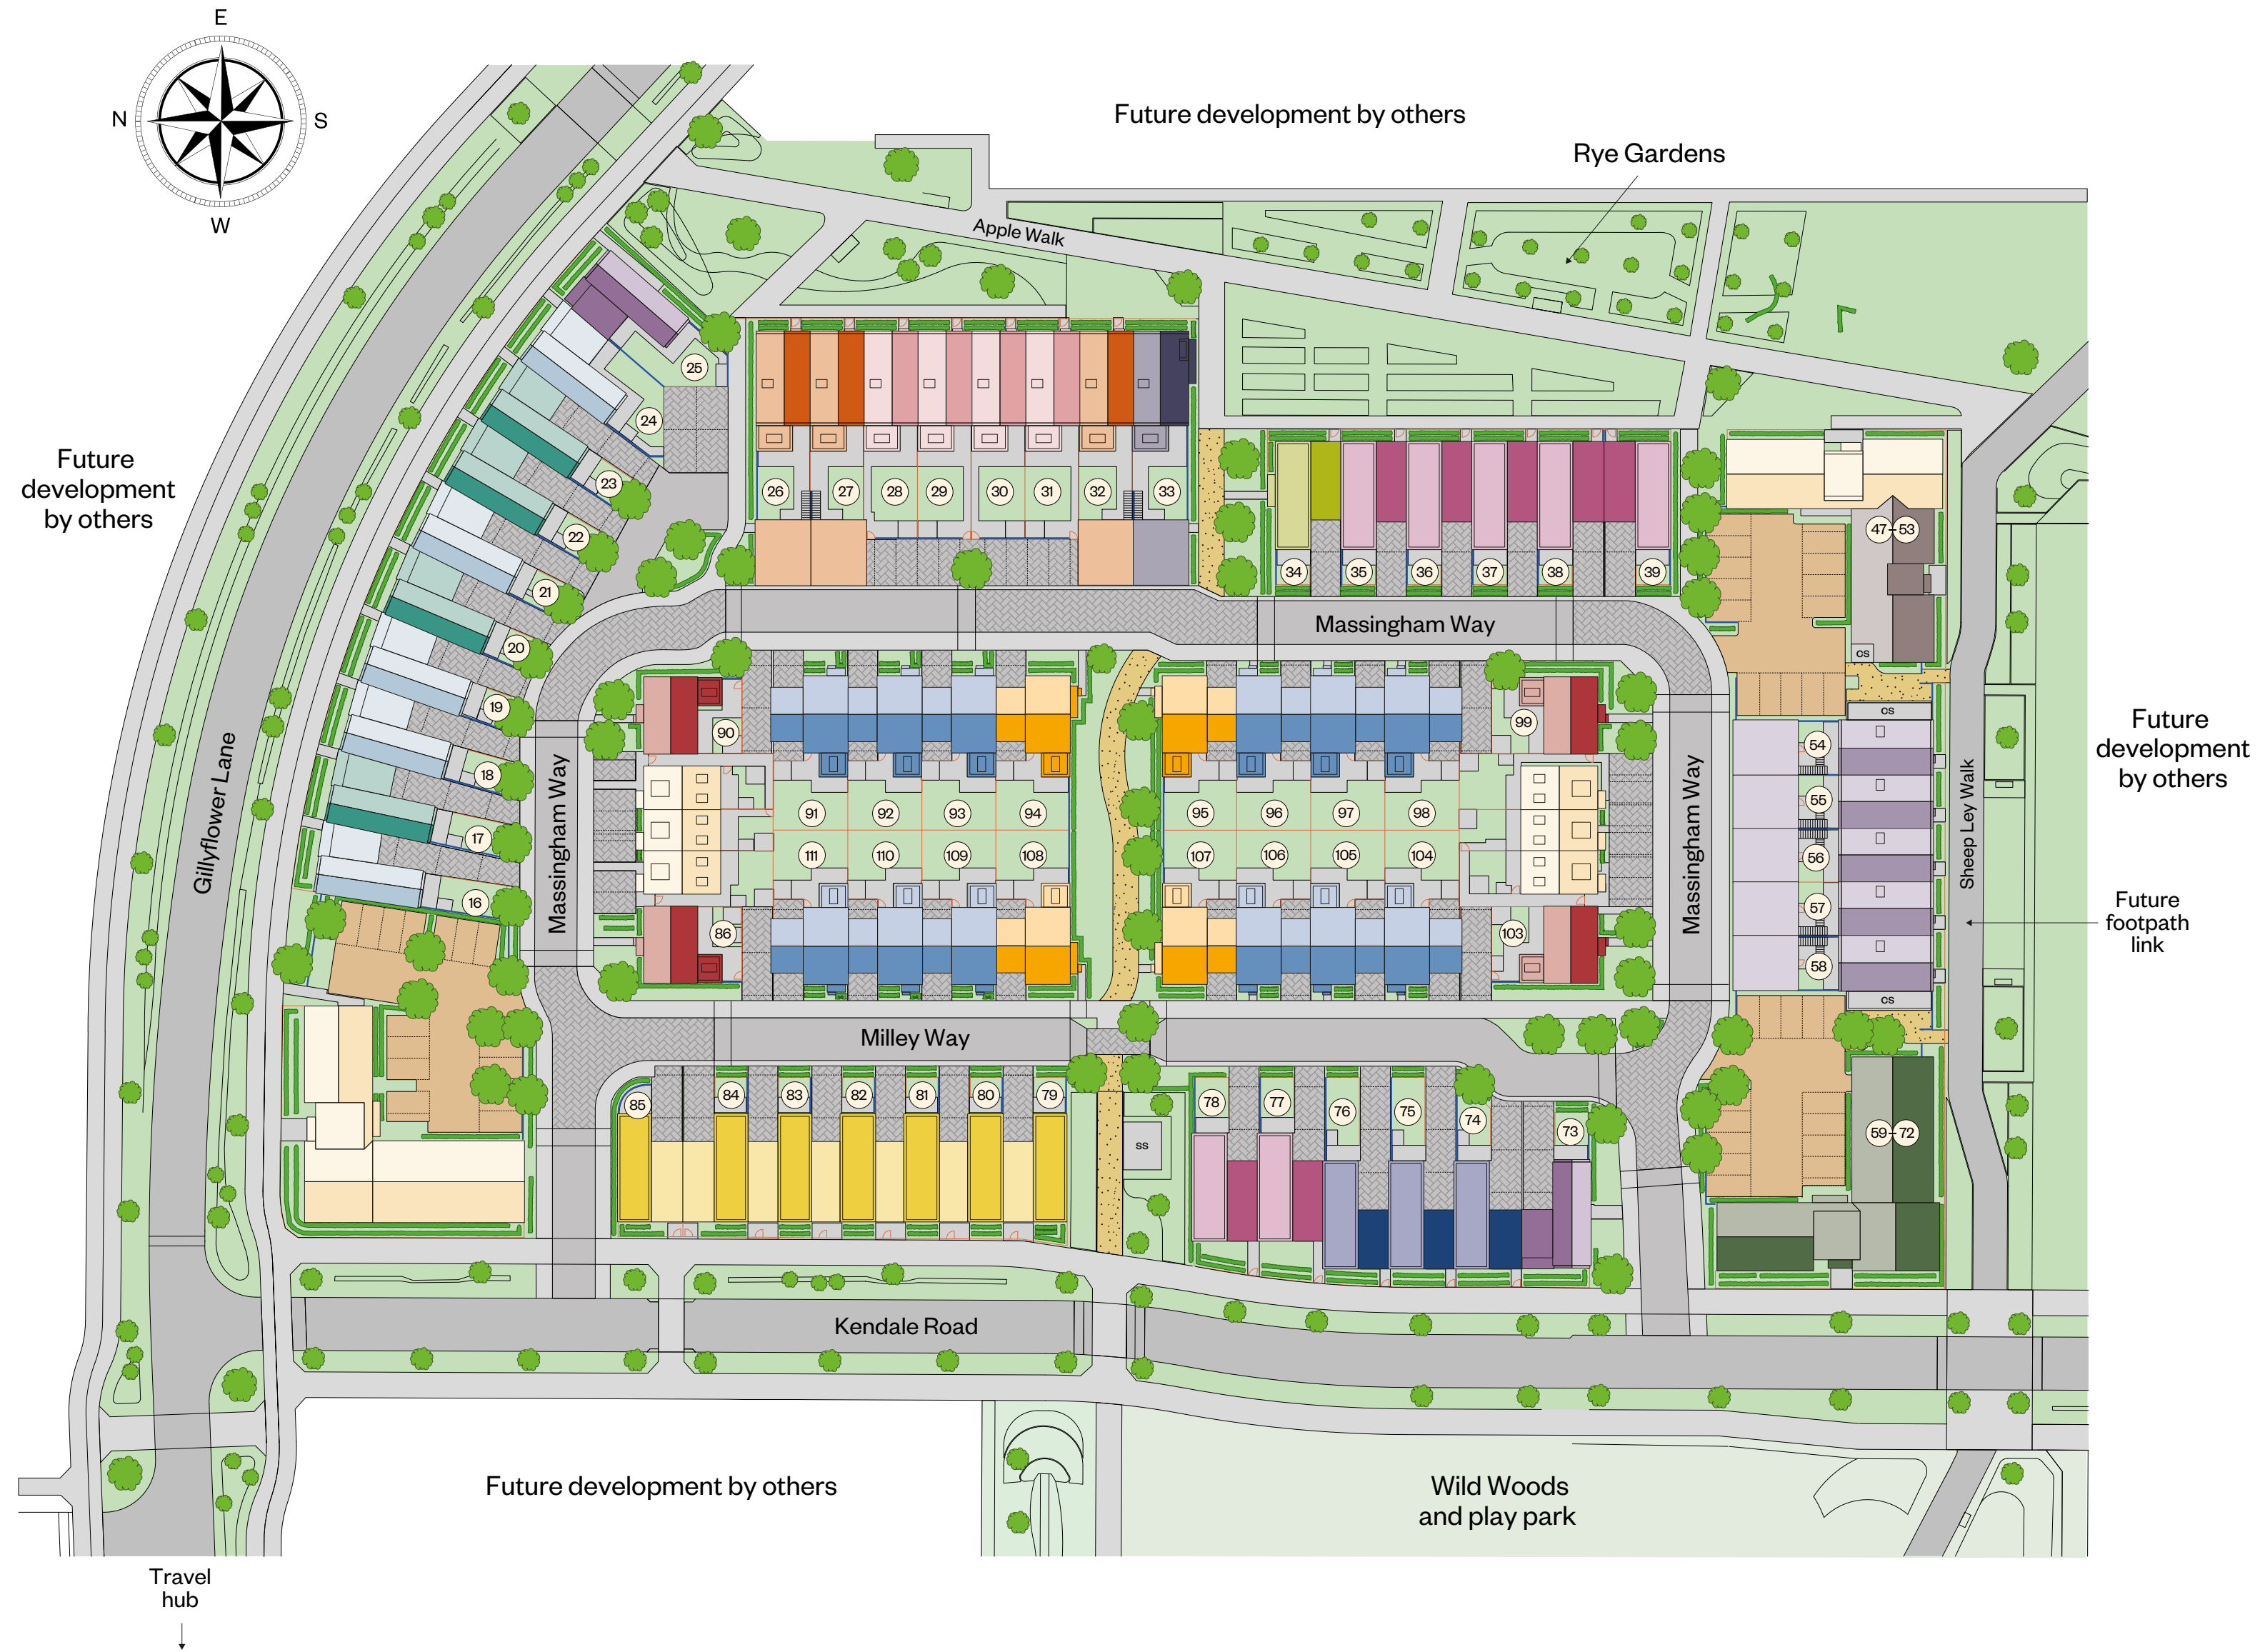 E
N
S
W
Future development by others
Rye Gardens
Apple Walk
Future
development
by others
25
24
23
22
21
20
19
18
17
16
26
27
28
29
30
31
32
33
34
35
36
37
38
39
47-53
CS
Massingham Way
90
99
CS
54
55
56
57
58
CS
Future
development
by others
Gillyflower Lane
Massingham Way
91
92
93
94
95
96
97
98
111
110
109
108
107
106
105
104
86
103
Massingham Way
Sheep Ley Walk
Future
footpath
link
Milley Way
85
84
83
82
81
80
79
SS
78
77
76
75
74
73
59-72
Kendale Road
Future development by others
Wild Woods
and play park
Travel
hub